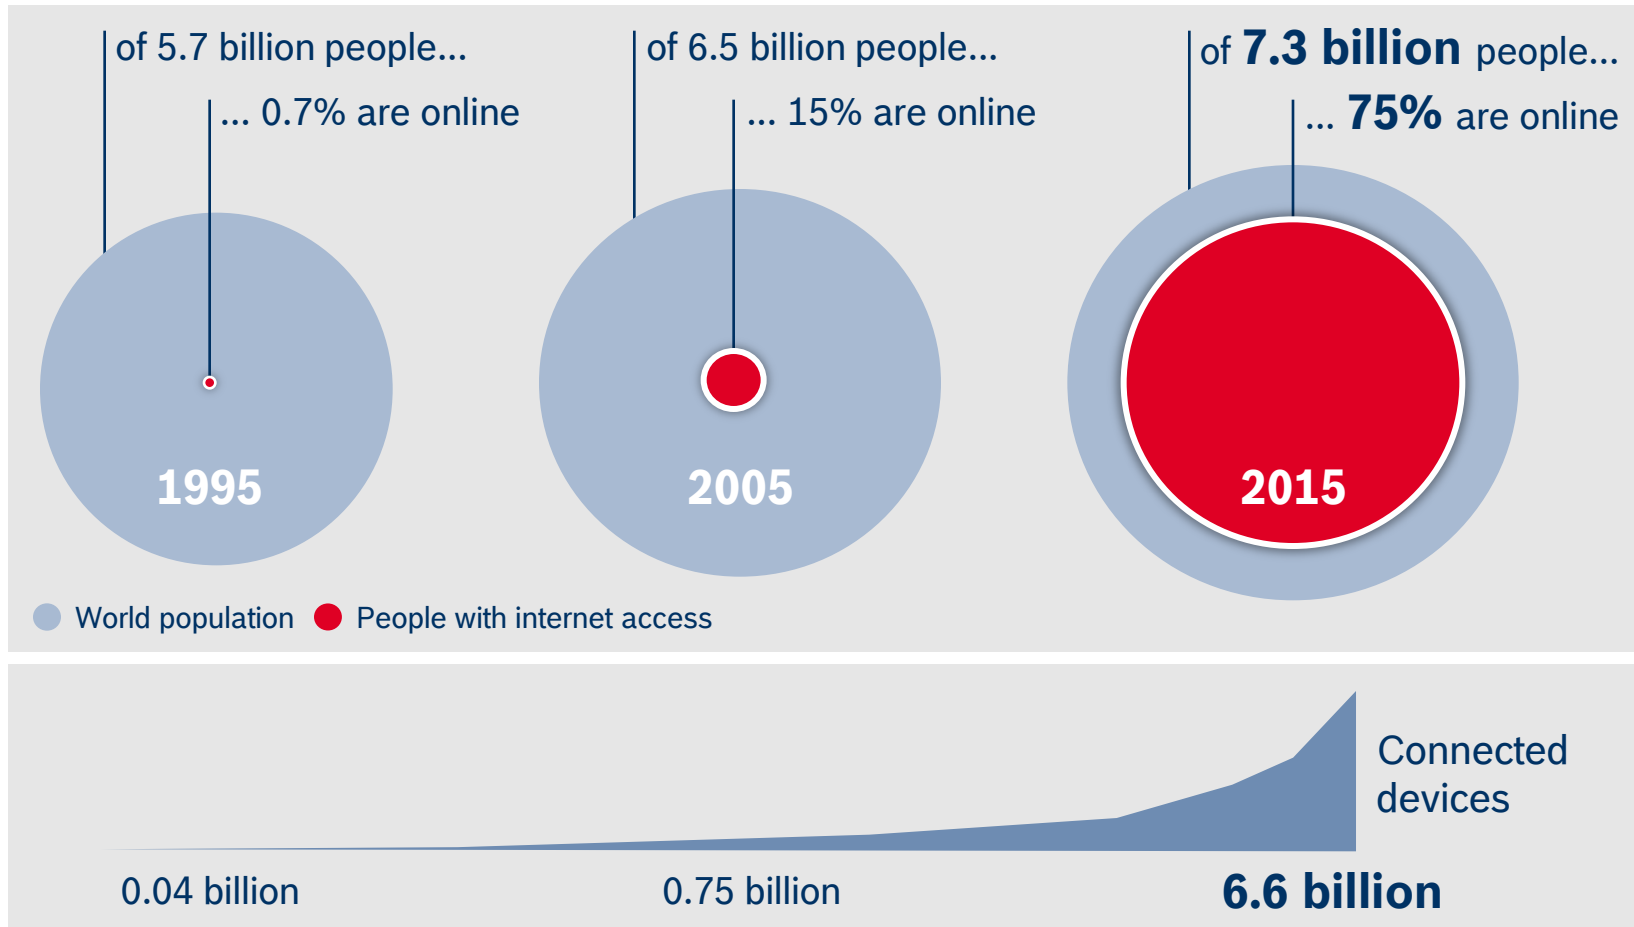 of 5.7 billion people...
... 0.7% are online
of 6.5 billion people...
... 15% are online
of 7.3 billion people...
... 75% are online
1995
2005
2015
World population
People with internet access
Connected
devices
0.04 billion
0.75 billion
6.6 billion